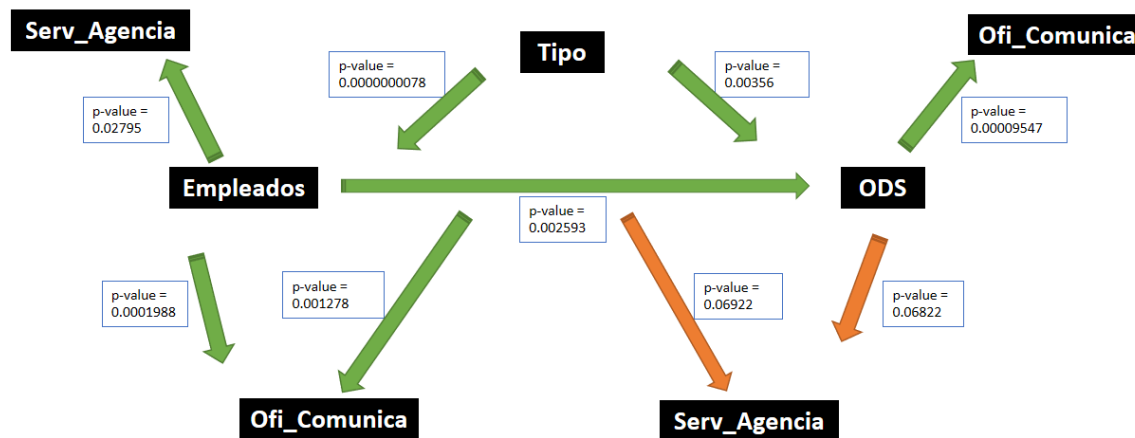 Serv_Agencia
Tipo
Ofi_Comunica
p-value =
0.0000000078
p-value =
0.00356
p-value =
0.02795
p-value =
0.00009547
Empleados
ODS
p-value =
0.002593
p-value =
0.0001988
p-value =
0.001278
p-value =
0.06922
p-value =
0.06822
Ofi_Comunica
Serv_Agencia